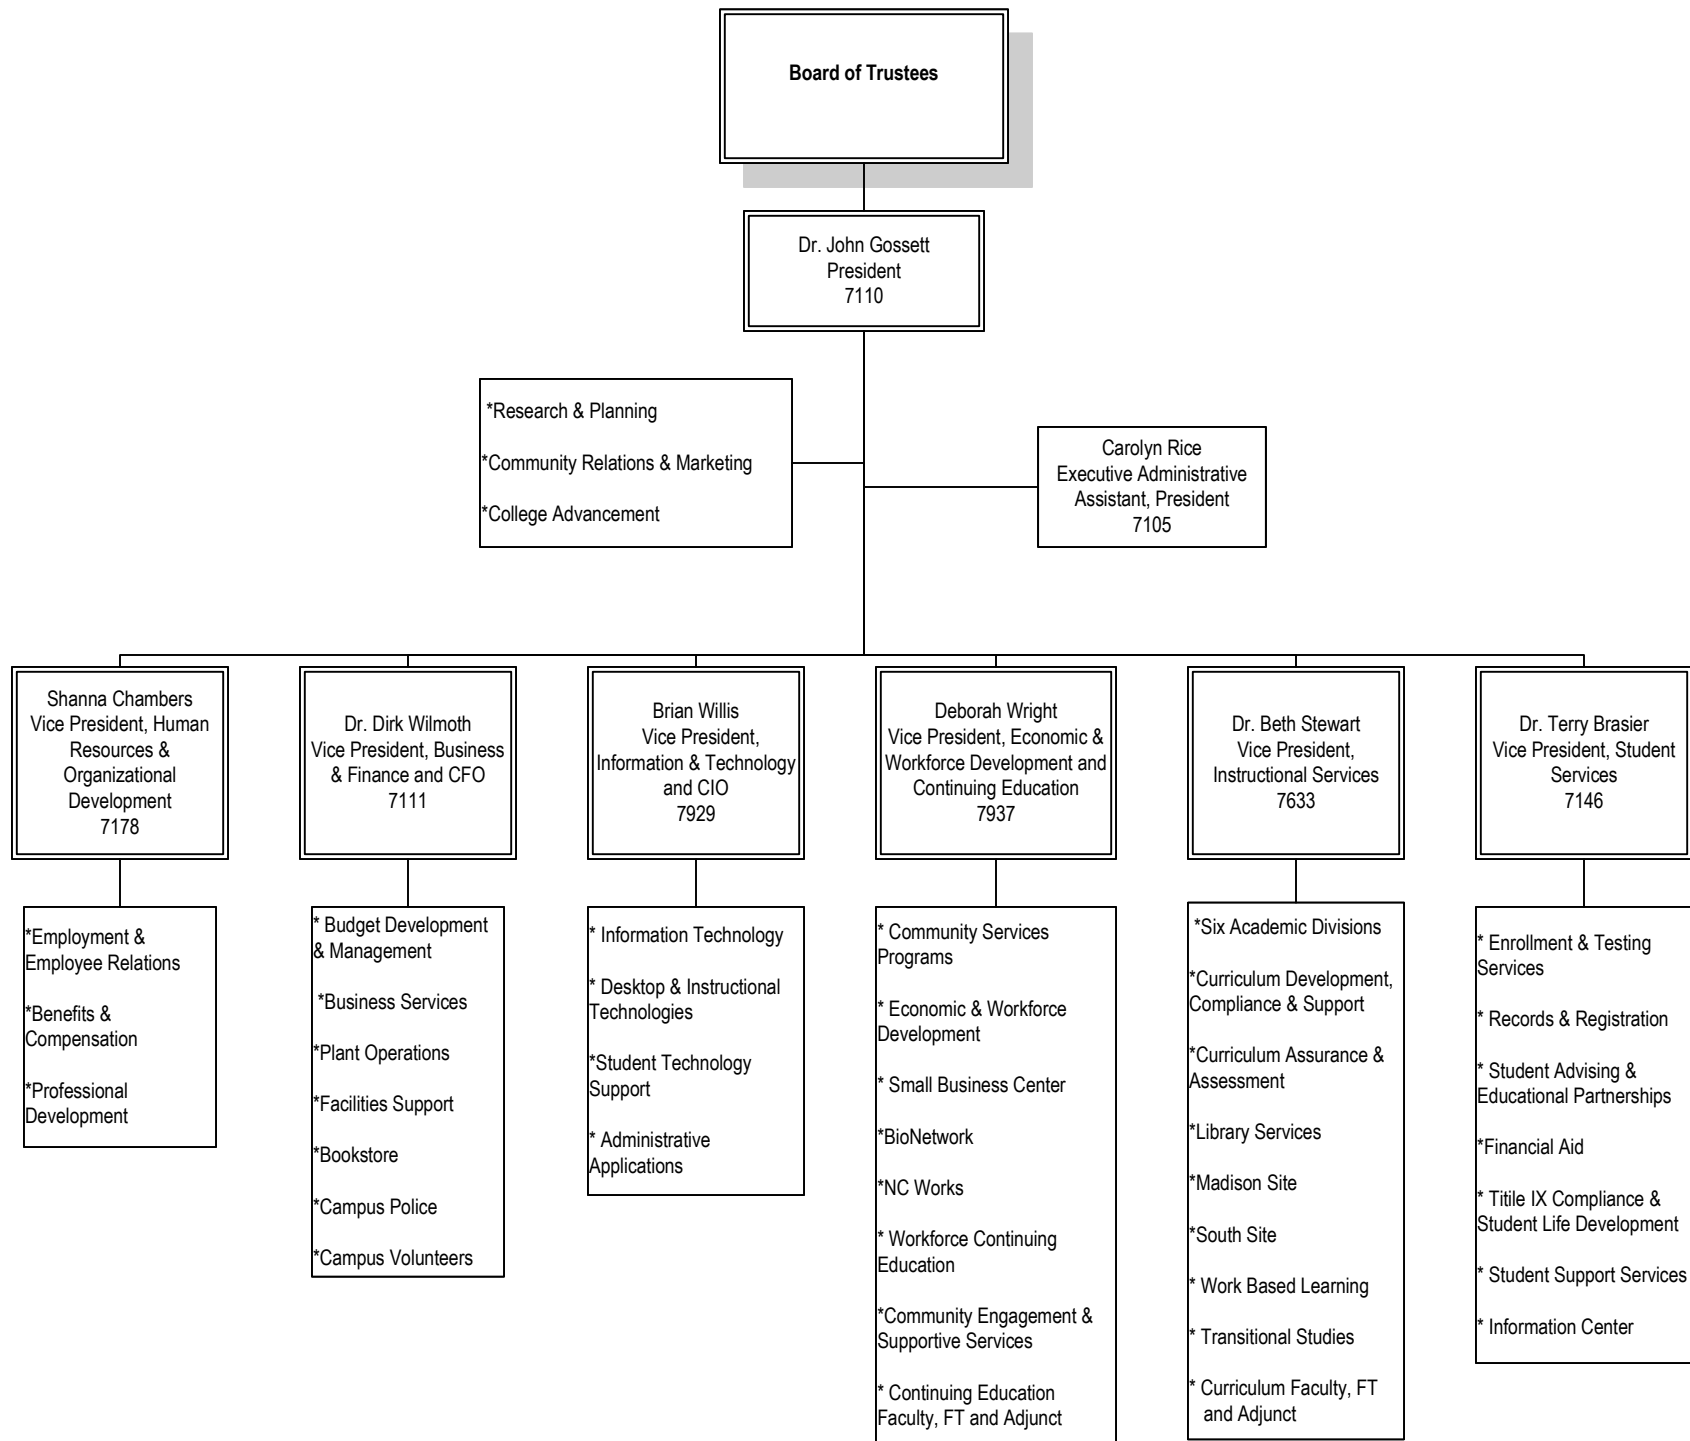 Board of Trustees
Dr. John Gossett
President
7110
*Research & Planning
*Community Relations & Marketing
*College Advancement
Carolyn Rice
Executive Administrative
Assistant, President
7105
Shanna Chambers
Vice President, Human
Resources &
Organizational
Development
7178
Dr. Dirk Wilmoth
Vice President, Business
& Finance and CFO
7111
Brian Willis
Vice President,
Information & Technology
and CIO
7929
Deborah Wright
Vice President, Economic &
Workforce Development and
Continuing Education
7937
Dr. Beth Stewart
Vice President,
Instructional Services
7633
Dr. Terry Brasier
Vice President, Student
Services
7146
*Employment &
Employee Relations
*Benefits &
Compensation
*Professional
Development
* Budget Development
& Management
*Business Services
*Plant Operations
*Facilities Support
*Bookstore
*Campus Police
*Campus Volunteers
* Information Technology
* Desktop & Instructional
Technologies
*Student Technology
Support
* Administrative
Applications
* Community Services
Programs
* Economic & Workforce
Development
* Small Business Center
*BioNetwork
*NC Works
* Workforce Continuing
Education
*Community Engagement &
Supportive Services
* Continuing Education
Faculty, FT and Adjunct
*Six Academic Divisions
*Curriculum Development,
Compliance & Support
*Curriculum Assurance &
Assessment
*Library Services
*Madison Site
*South Site
* Work Based Learning
* Transitional Studies
* Curriculum Faculty, FT
and Adjunct
* Enrollment & Testing
Services
* Records & Registration
* Student Advising &
Educational Partnerships
*Financial Aid
* Titile IX Compliance &
Student Life Development
* Student Support Services
* Information Center